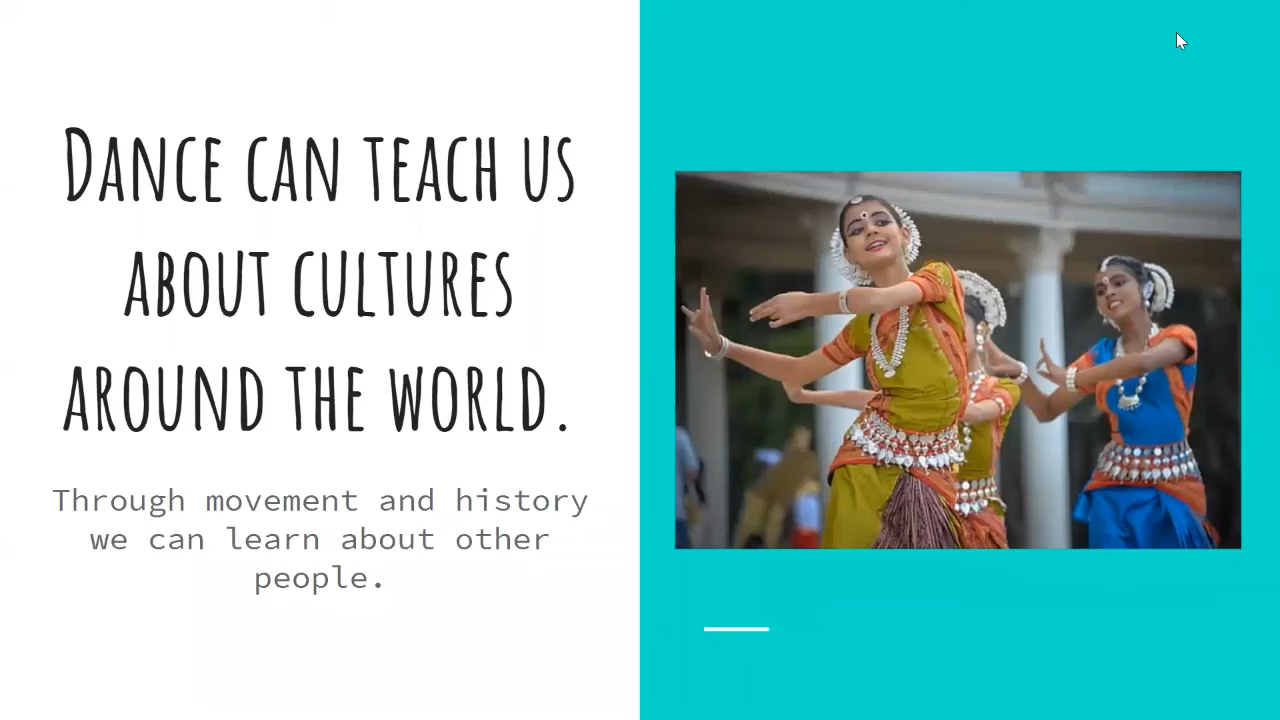 Dance can teach us
about cultures
around the world.
Through movement and history
we can learn about other
people.